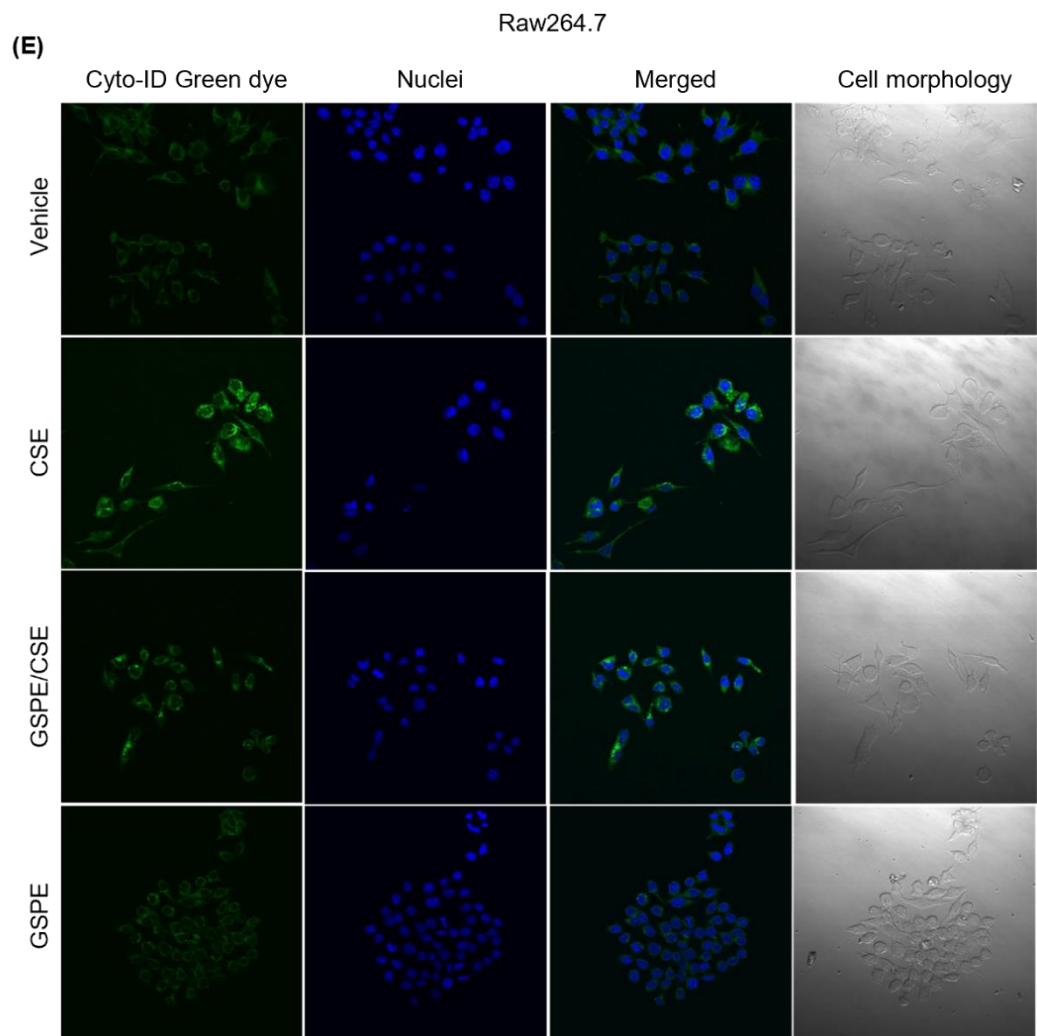 Raw264.7
(E)
Cyto-ID Green dye Nuclei Merged Cell morphology
Vehicle
CSE
GSPE/CSE
GSPE